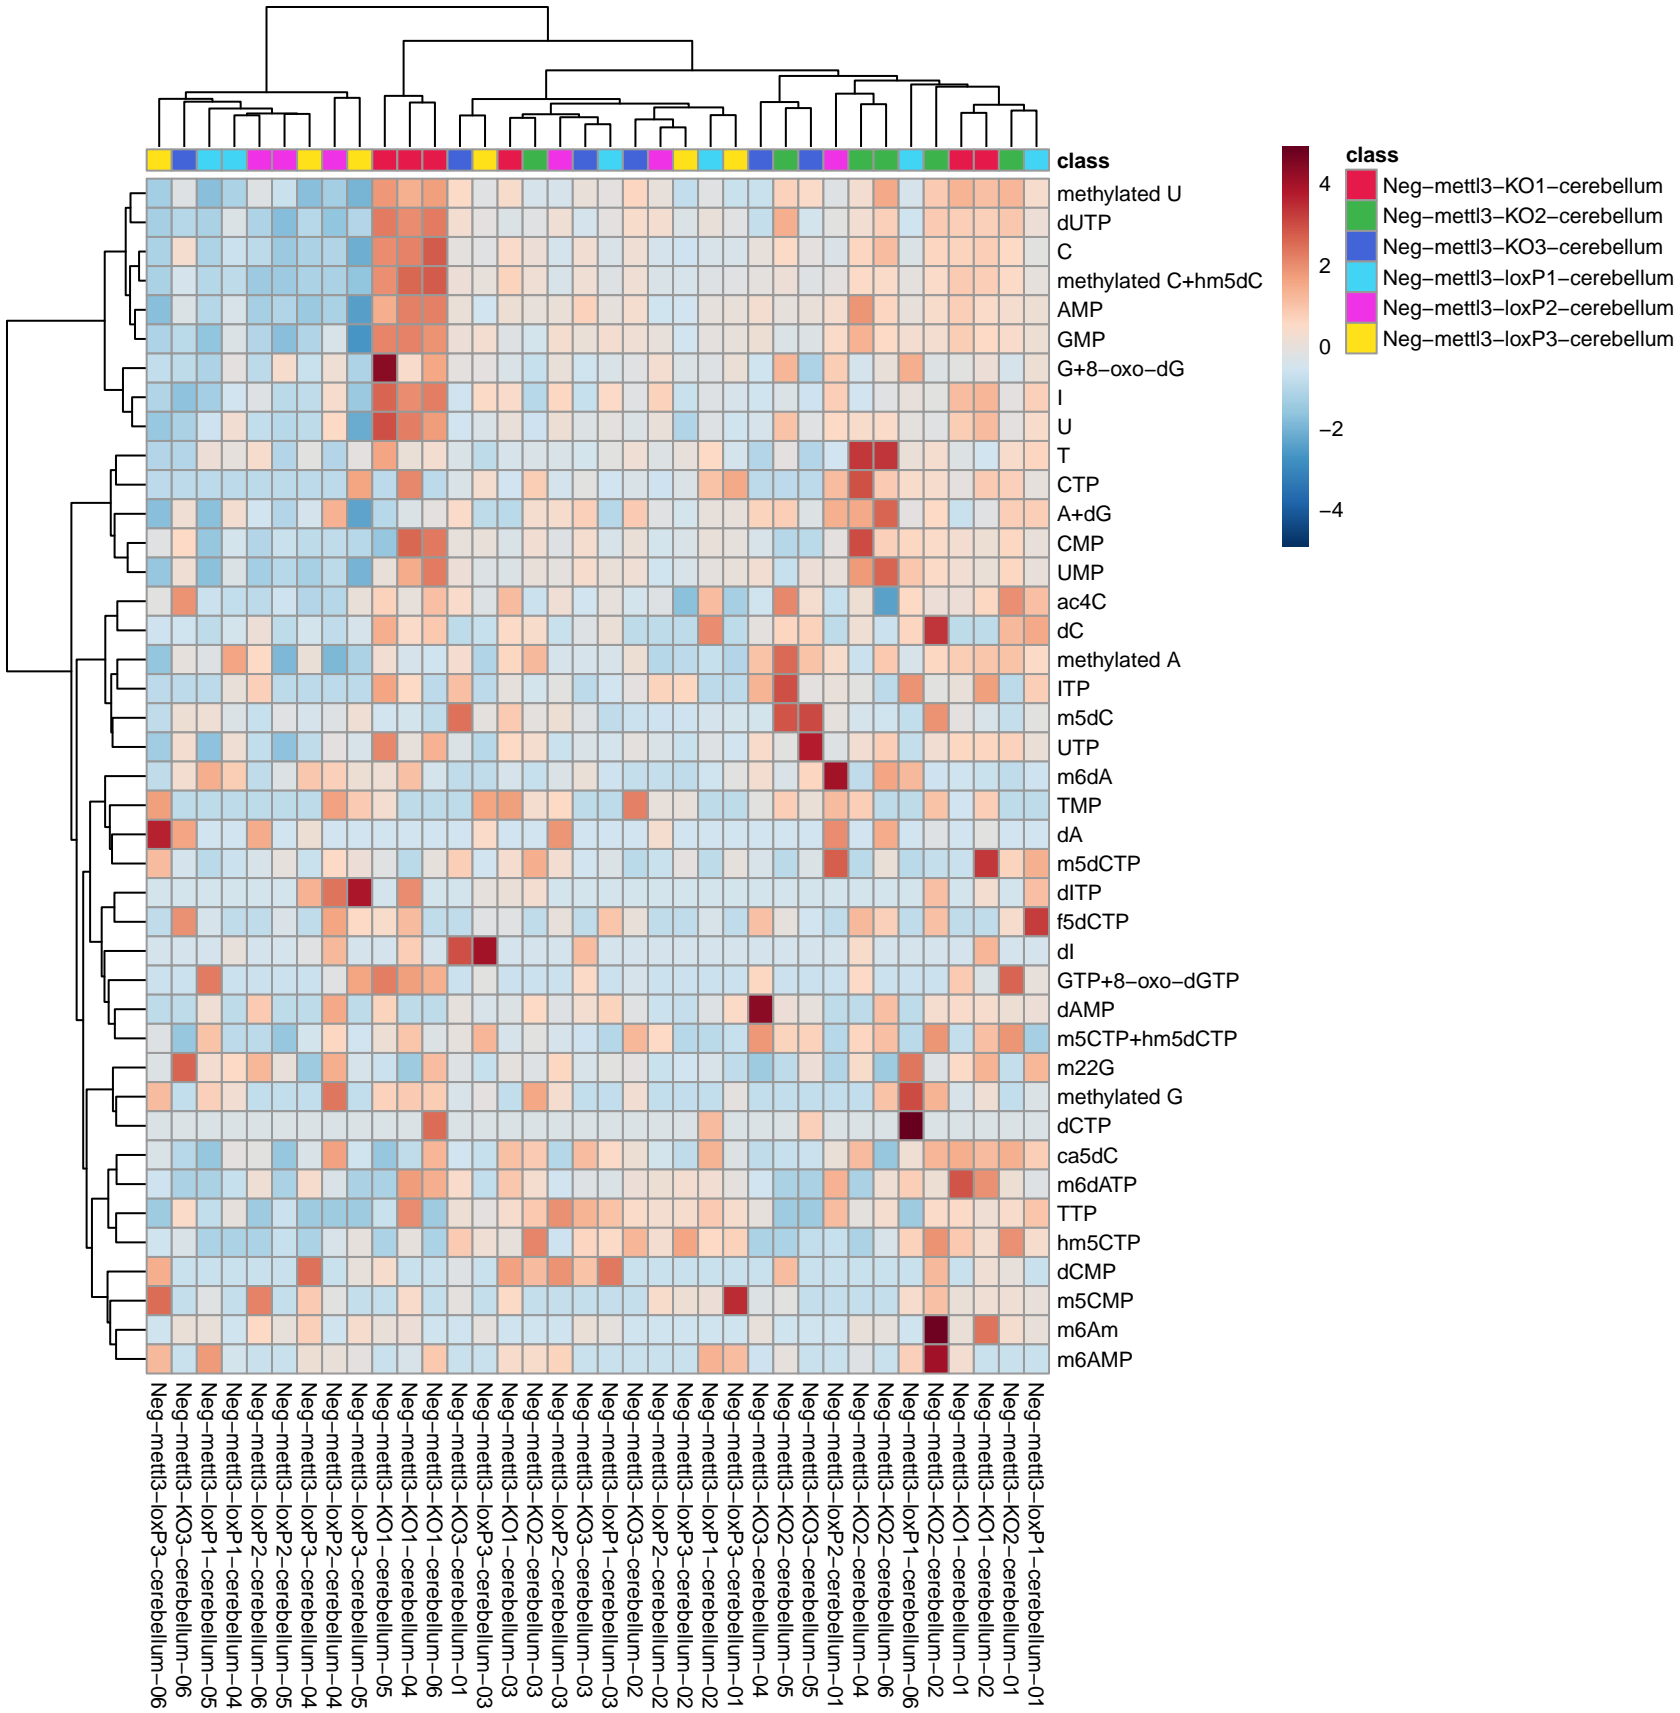 class
methylated U
dUTP
C
methylated C+hm5dC
AMP
GMP
G+8−oxo−dG
I
U
T
CTP
A+dG
CMP
UMP
ac4C
dC
methylated A
ITP
m5dC
UTP
m6dA
TMP
dA
m5dCTP
dITP
f5dCTP
dI
GTP+8−oxo−dGTP
dAMP
m5CTP+hm5dCTP
m22G
methylated G
dCTP
ca5dC
m6dATP
TTP
hm5CTP
dCMP
m5CMP
m6Am
m6AMP
4
2
0
−2
−4
class
Neg−mettl3−KO1−cerebellum
Neg−mettl3−KO2−cerebellum
Neg−mettl3−KO3−cerebellum
Neg−mettl3−loxP1−cerebellum
Neg−mettl3−loxP2−cerebellum
Neg−mettl3−loxP3−cerebellum
Neg−mettl3−loxP3−cerebellum−06
Neg−mettl3−KO3−cerebellum−06
Neg−mettl3−loxP1−cerebellum−05
Neg−mettl3−loxP1−cerebellum−04
Neg−mettl3−loxP2−cerebellum−06
Neg−mettl3−loxP2−cerebellum−05
Neg−mettl3−loxP3−cerebellum−04
Neg−mettl3−loxP2−cerebellum−04
Neg−mettl3−loxP3−cerebellum−05
Neg−mettl3−KO1−cerebellum−05
Neg−mettl3−KO1−cerebellum−04
Neg−mettl3−KO1−cerebellum−06
Neg−mettl3−KO3−cerebellum−01
Neg−mettl3−loxP3−cerebellum−03
Neg−mettl3−KO1−cerebellum−03
Neg−mettl3−KO2−cerebellum−03
Neg−mettl3−loxP2−cerebellum−03
Neg−mettl3−KO3−cerebellum−03
Neg−mettl3−loxP1−cerebellum−03
Neg−mettl3−KO3−cerebellum−02
Neg−mettl3−loxP2−cerebellum−02
Neg−mettl3−loxP3−cerebellum−02
Neg−mettl3−loxP1−cerebellum−02
Neg−mettl3−loxP3−cerebellum−01
Neg−mettl3−KO3−cerebellum−04
Neg−mettl3−KO2−cerebellum−05
Neg−mettl3−KO3−cerebellum−05
Neg−mettl3−loxP2−cerebellum−01
Neg−mettl3−KO2−cerebellum−04
Neg−mettl3−KO2−cerebellum−06
Neg−mettl3−loxP1−cerebellum−06
Neg−mettl3−KO2−cerebellum−02
Neg−mettl3−KO1−cerebellum−01
Neg−mettl3−KO1−cerebellum−02
Neg−mettl3−KO2−cerebellum−01
Neg−mettl3−loxP1−cerebellum−01